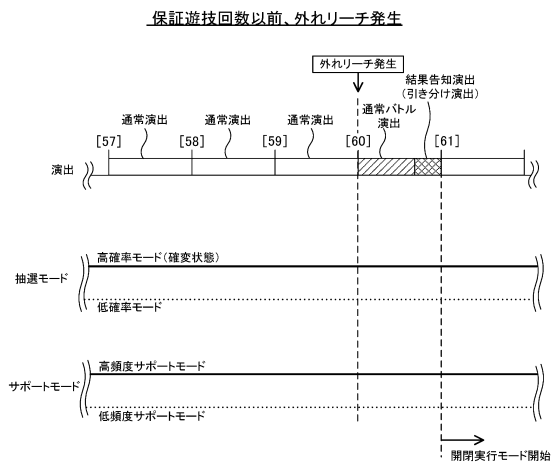 保証遊技回数以前、外れリーチ発生
外れリーチ発生
結果告知演出
(引き分け演出)
通常演出
通常演出
通常演出
通常バトル
演出
[57]
[58]
[59]
[60]
[61]
演出
高確率モード(確変状態)
抽選モード
低確率モード
高頻度サポートモード
サポートモード
低頻度サポートモード
開閉実行モード開始